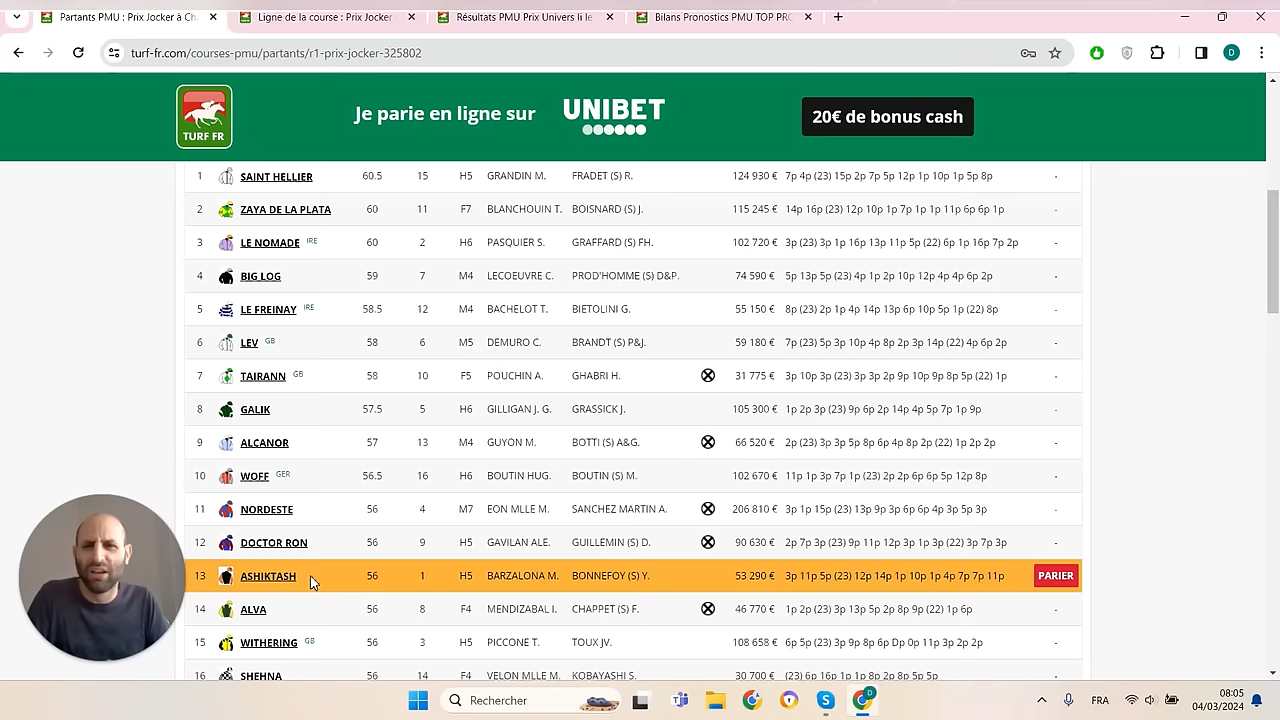 Partants PMU : Prix Jocker à Ch
Ligne de la Course : Prix Jocker
Résultats PMU Prix Univers li le
Bilans Pronostics PMU TOP PRO
turf-fr.com/courses-pmu/partants/r1-prix-jocker-325802
D
TURF FR
Je parie en ligne sur UNIBET
20€ de bonus cash
1 SAINT HELLIER 60.5 15 H5 GRANDIN M. FRADET (S) R. 124 930 € 7p 4p (23) 15p 2p 7p 5p 12p 1p 10p 1p 5p 8p -
2 ZAYA DE LA PLATA 60 11 F7 BLANCHOUIN T. BOISNARD (S) J. 115 245 € 14p 16p (23) 12p 10p 1p 7p 1p 1p 11p 6p 6p 1p -
3 LE NOMADE IRE 60 2 H6 PASQUIER S. GRAFFARD (S) FH. 102 720 € 3p (23) 3p 1p 16p 13p 11p 5p (22) 6p 1p 16p 7p 2p -
4 BIG LOG 59 7 M4 LECOEUVRE C. PROD'HOMME (S) D&P. 74 590 € 5p 13p 5p (23) 4p 1p 2p 10p 12p 4p 4p 6p 2p -
5 LE FREINAY IRE 58.5 12 M4 BACHELOT T. BIETOLINI G. 55 150 € 8p (23) 2p 1p 4p 14p 13p 6p 10p 5p 1p (22) 8p -
6 LEV GB 58 6 M5 DEMURO C. BRANDT (S) P&J. 59 180 € 7p (23) 5p 3p 10p 4p 8p 2p 3p 14p (22) 4p 6p 2p -
7 TAIRANN GB 58 10 F5 POUCHIN A. GHABRI H. 31 775 € 3p 10p 3p (23) 3p 3p 2p 9p 10p 9p 8p 5p (22) 1p -
8 GALIK 57.5 5 H6 GILLIGAN J. G. GRASSICK J. 105 300 € 1p 2p 3p (23) 9p 6p 2p 14p 4p 3p 7p 1p 9p -
9 ALCANOR 57 13 M4 GUYON M. BOTTI (S) A&G. 66 520 € 2p (23) 3p 3p 5p 8p 6p 4p 8p 2p (22) 1p 2p 2p -
10 WOFF GER 56.5 16 H6 BOUTIN HUG. BOUTIN (S) M. 102 670 € 11p 1p 3p 7p 1p (23) 2p 2p 6p 6p 5p 12p 8p -
11 NORDESTE 56 4 M7 EON MLLE M. SANCHEZ MARTIN A. 206 810 € 3p 1p 15p (23) 13p 9p 3p 6p 6p 3p 3p 5p 3p -
12 DOCTOR RON 56 9 H5 GAVILAN ALE. GUILLEMIN (S) D. 90 630 € 2p 7p 3p (23) 9p 11p 12p 3p 1p 3p (22) 3p 7p 3p -
13 ASHIKTASH 56 1 H5 BARZALONA M. BONNEFOY (S) Y. 53 290 € 3p 11p 5p (23) 12p 14p 1p 10p 1p 4p 7p 7p 11p PARIER
14 ALVA 56 8 F4 MENDIZABAL I. CHAPPET (S) F. 46 770 € 1p 2p (23) 3p 13p 5p 2p 8p 9p (22) 1p 6p -
15 WITHERING GB 56 3 H5 PICCONE T. TOUX JV. 108 658 € 6p 5p (23) 3p 9p 8p 6p Dp 0p 11p 3p 2p 2p -
16 SHEHNA 56 14 F4 VELON MLLE M. KOBAYASHI S. 30 700 € (23) 6p 16p 1p 1p 8p 2p 8p 5p 5p -
Rechercher
D
FRA
08:05
04/03/2024